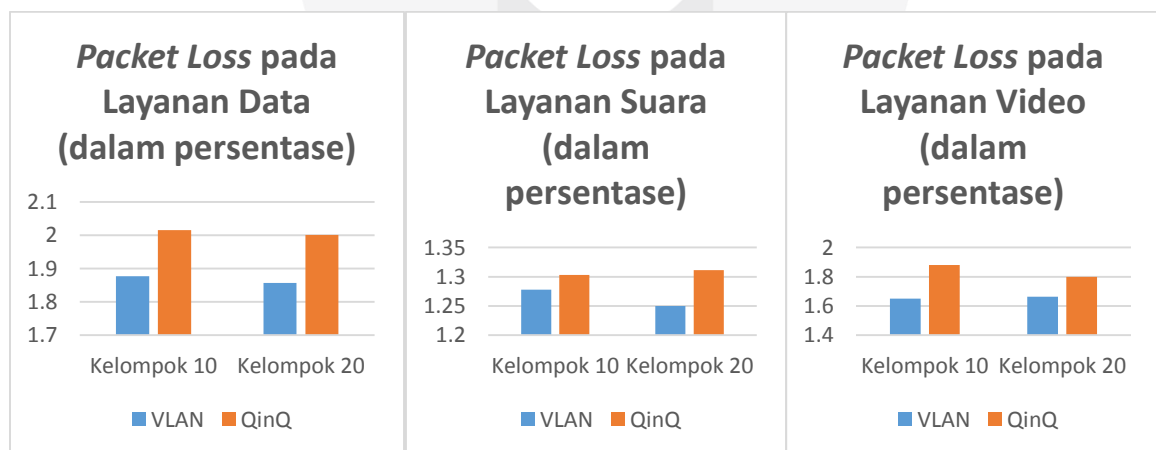 Packet Loss pada
Layanan Data
(dalam persentase)
2.1
2
1.9
1.8
1.7
Kelompok 10 Kelompok 20
VLAN QinQ
Packet Loss pada
Layanan Suara
(dalam
persentase)
1.35
1.3
1.25
1.2
Kelompok 10 Kelompok 20
VLAN QinQ
Packet Loss pada
Layanan Video
(dalam
persentase)
2
1.8
1.6
1.4
Kelompok 10 Kelompok 20
VLAN QinQ